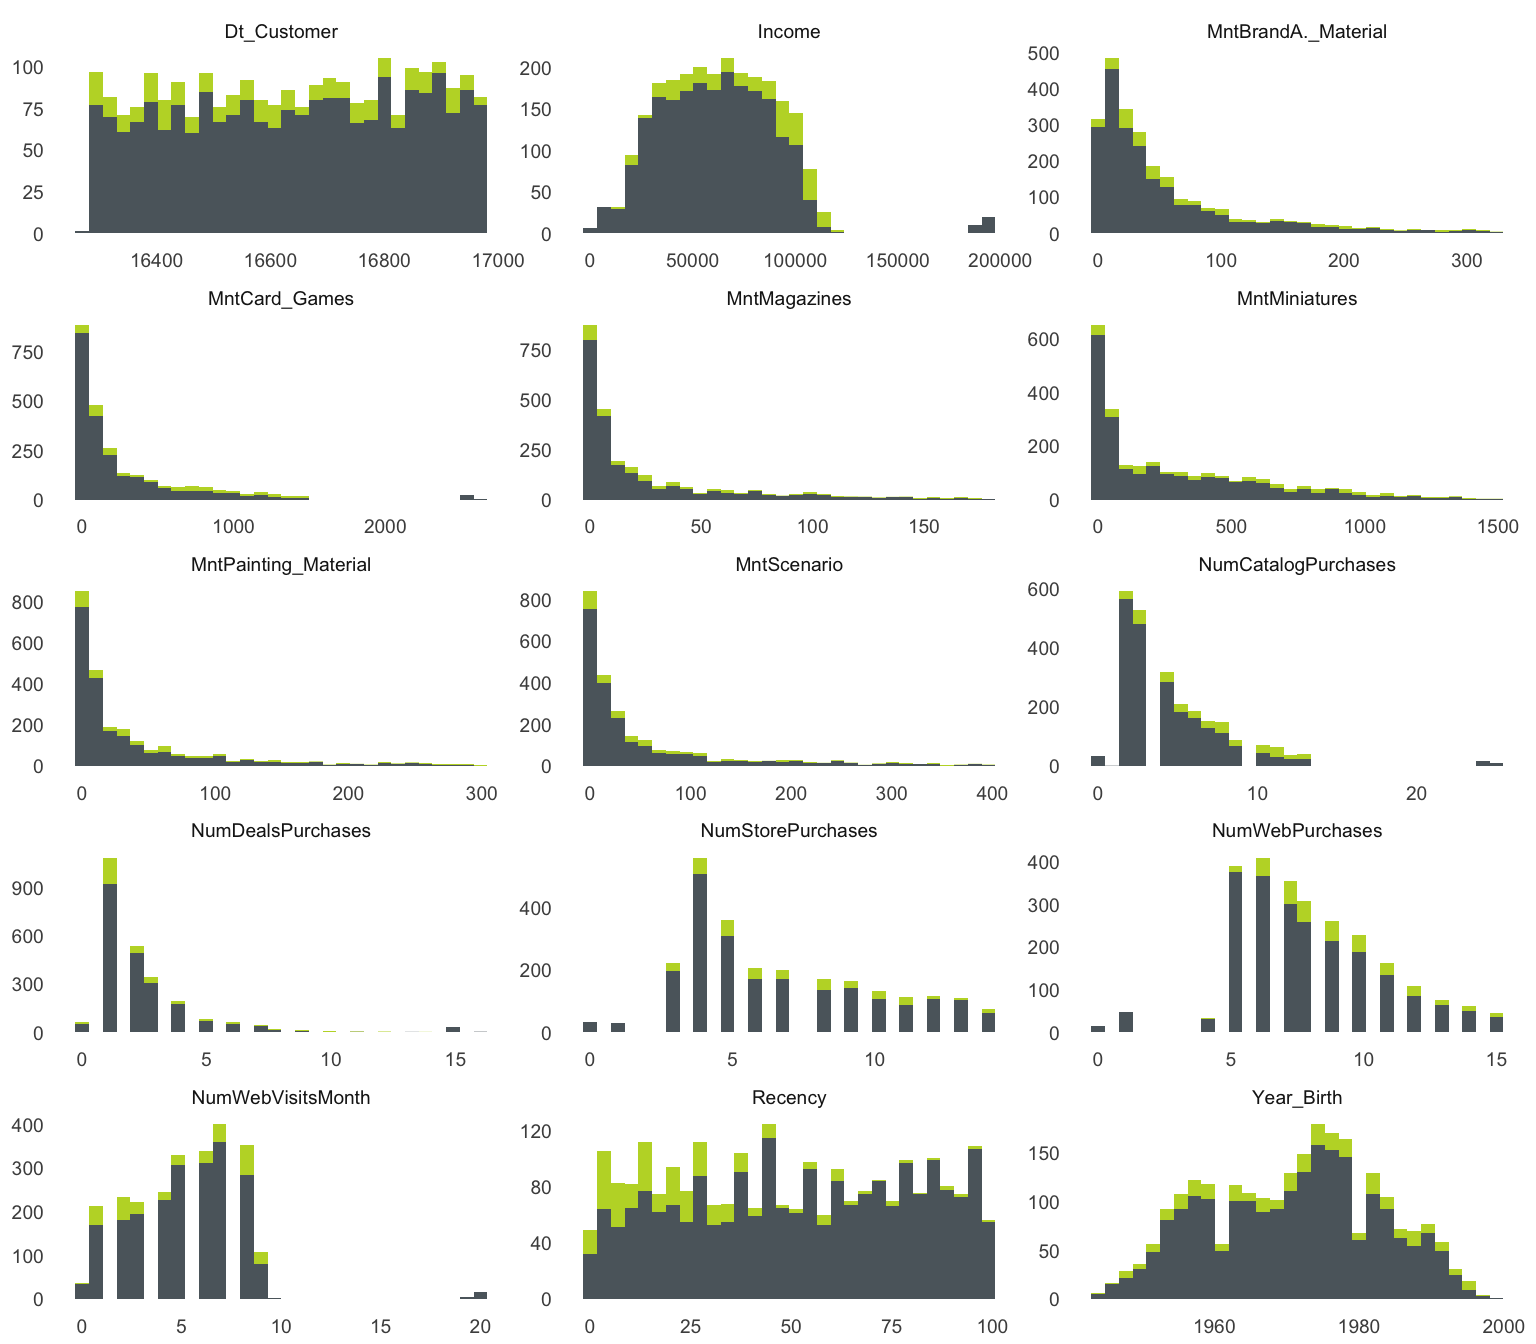 Dt_Customer
Income
MntBrandA._Material
100
75
50
25
0
16400 16600 16800 17000
200
150
100
50
0
0 50000 100000 150000 200000
500
400
300
200
100
0
0 100 200 300
MntCard_Games
MntMagazines
MntMiniatures
750
500
250
0
0 1000 2000
750
500
250
0
0 50 100 150
600
400
200
0
0 500 1000 1500
MntPainting_Material
MntScenario
NumCatalogPurchases
800
600
400
200
0
0 100 200 300
800
600
400
200
0
0 100 200 300 400
600
400
200
0
0 10 20
NumDealsPurchases
NumStorePurchases
NumWebPurchases
900
600
300
0
0 5 10 15
400
200
0
0 5 10
400
300
200
100
0
0 5 10 15
NumWebVisitsMonth
Recency
Year_Birth
400
300
200
100
0
0 5 10 15 20
120
80
40
0
0 25 50 75 100
150
100
50
0
1960 1980 2000